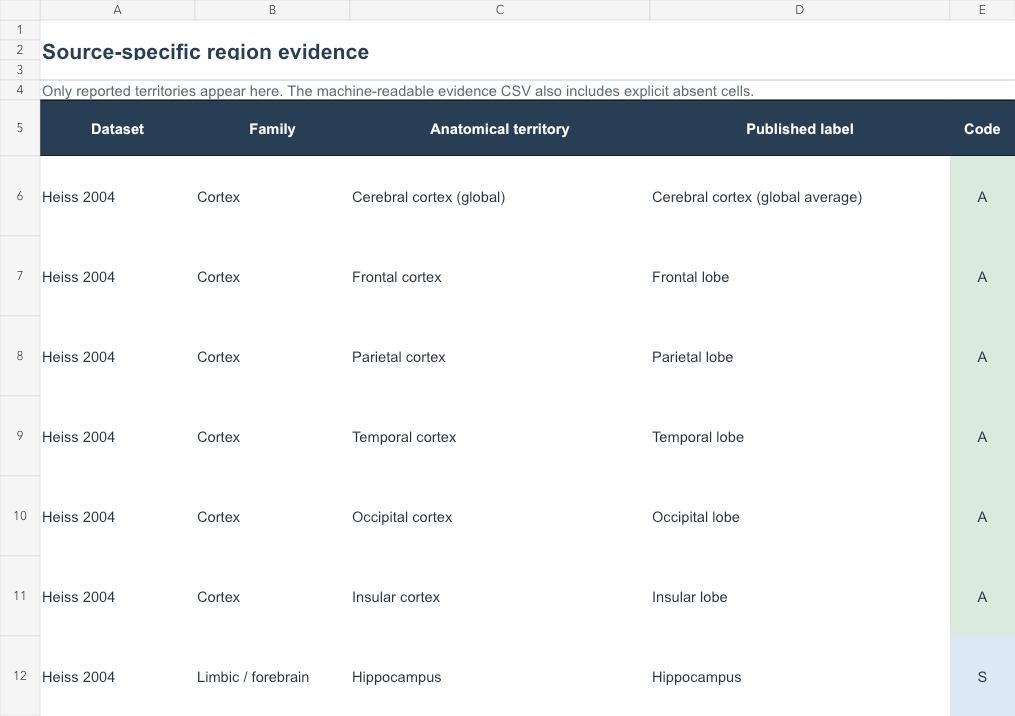 A B C D E
1
2 Source-specific region evidence
3
4 Only reported territories appear here. The machine-readable evidence CSV also includes explicit absent cells.
5 Dataset Family Anatomical territory Published label Code
6 Heiss 2004 Cortex Cerebral cortex (global) Cerebral cortex (global average) A
7 Heiss 2004 Cortex Frontal cortex Frontal lobe A
8 Heiss 2004 Cortex Parietal cortex Parietal lobe A
9 Heiss 2004 Cortex Temporal cortex Temporal lobe A
10 Heiss 2004 Cortex Occipital cortex Occipital lobe A
11 Heiss 2004 Cortex Insular cortex Insular lobe A
12 Heiss 2004 Limbic / forebrain Hippocampus Hippocampus S